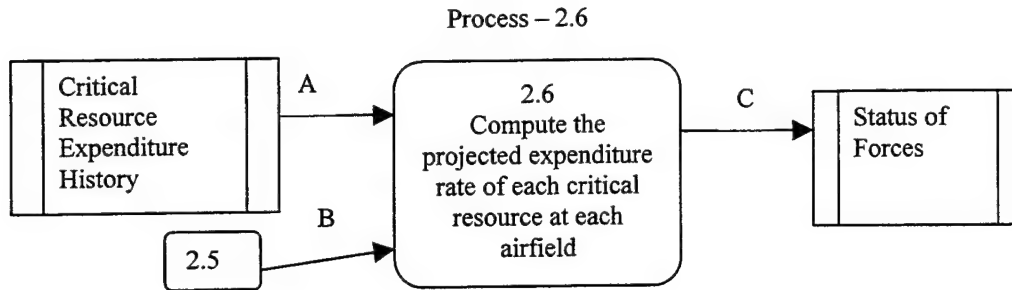 Process – 2.6
Critical
Resource
Expenditure
History
A
B
2.5
2.6
Compute the
projected expenditure
rate of each critical
resource at each
airfield
C
Status of
Forces